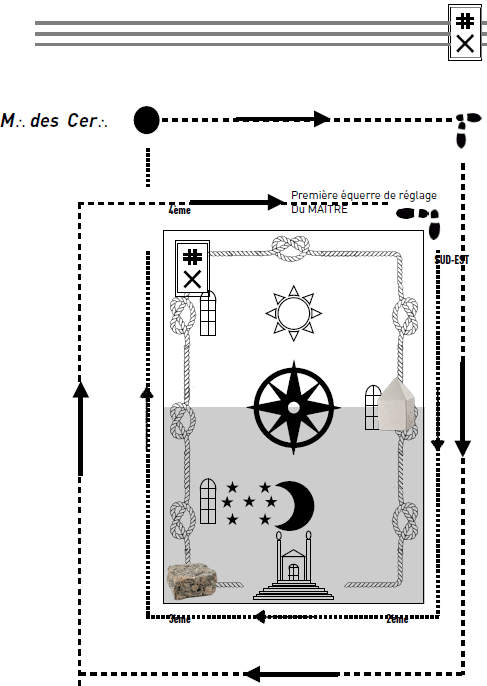 M∴ des Cer∴
Première équerre de réglage
Du MAITRE
4ème
SUD-EST
3ème
2ème